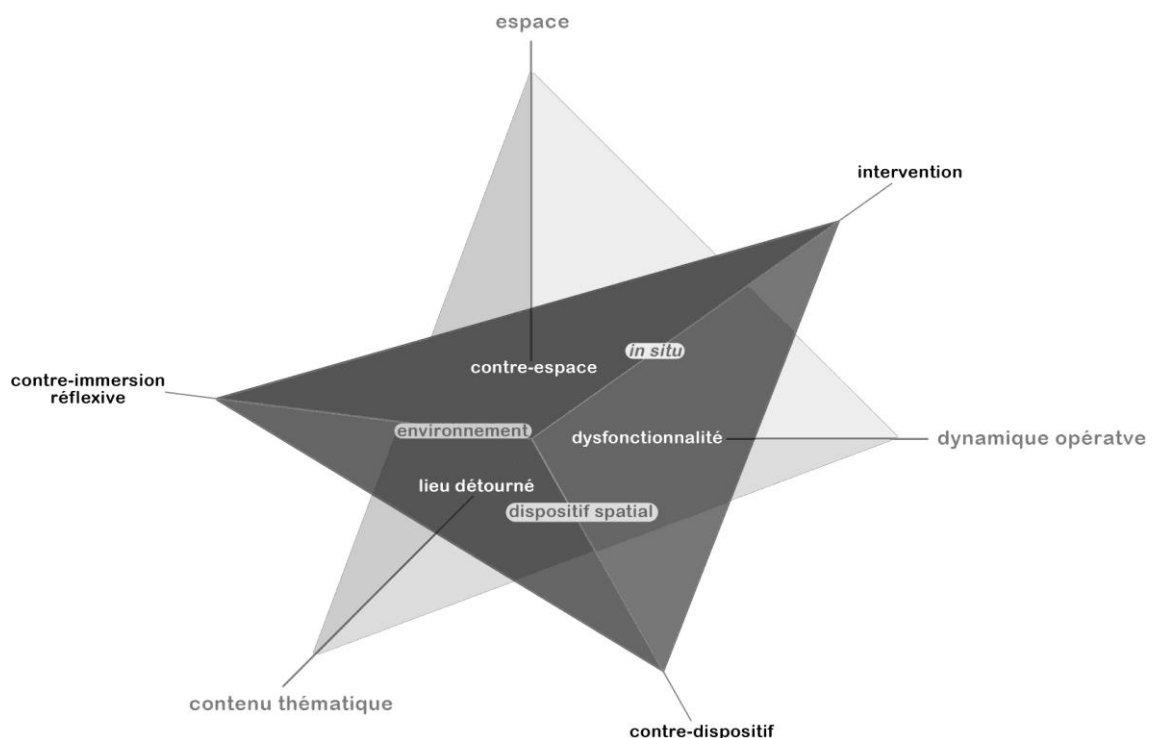 espace
intervention
contre-espace
in situ
contre-immersion
réflexive
environnement
dysfonctionnalité
dynamique opératve
lieu détourné
dispositif spatial
contenu thématique
contre-dispositif